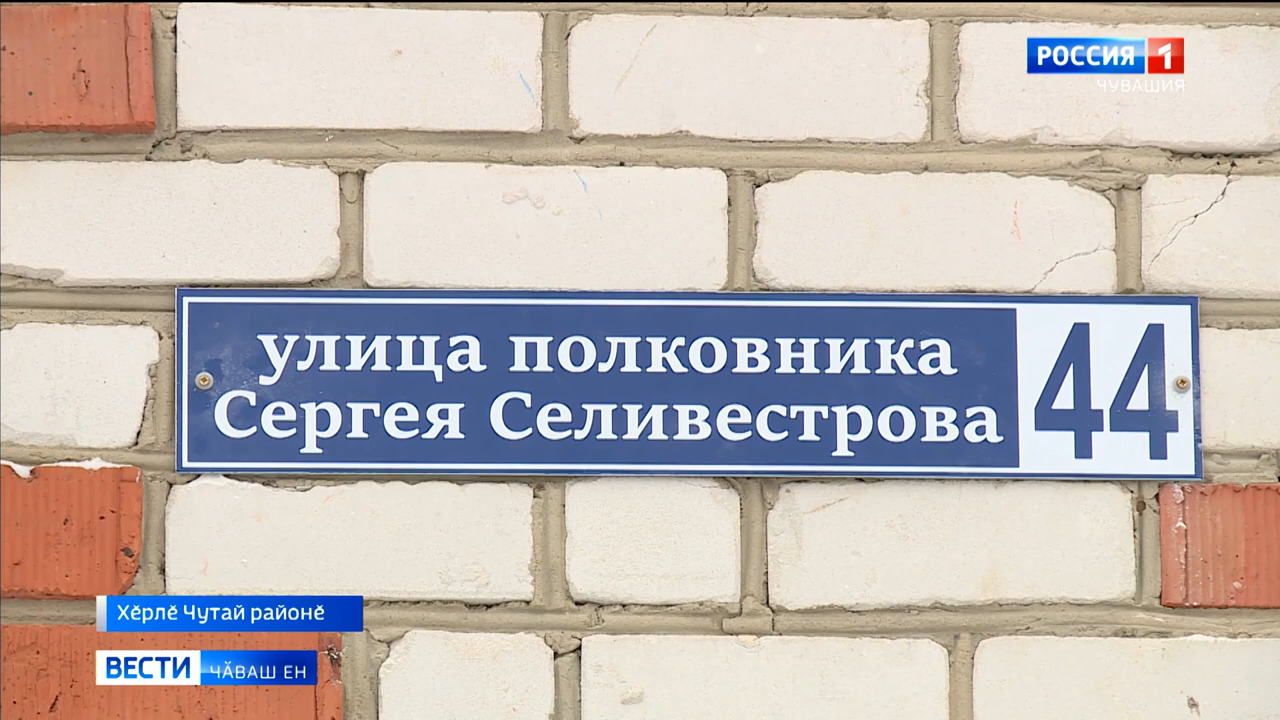 РОССИЯ 1
ЧУВАШИЯ
улица полковника
Сергея Селивестрова
44
Хӗрлӗ Чутай районӗ
ВЕСТИ ЧӐВАШ ЕН